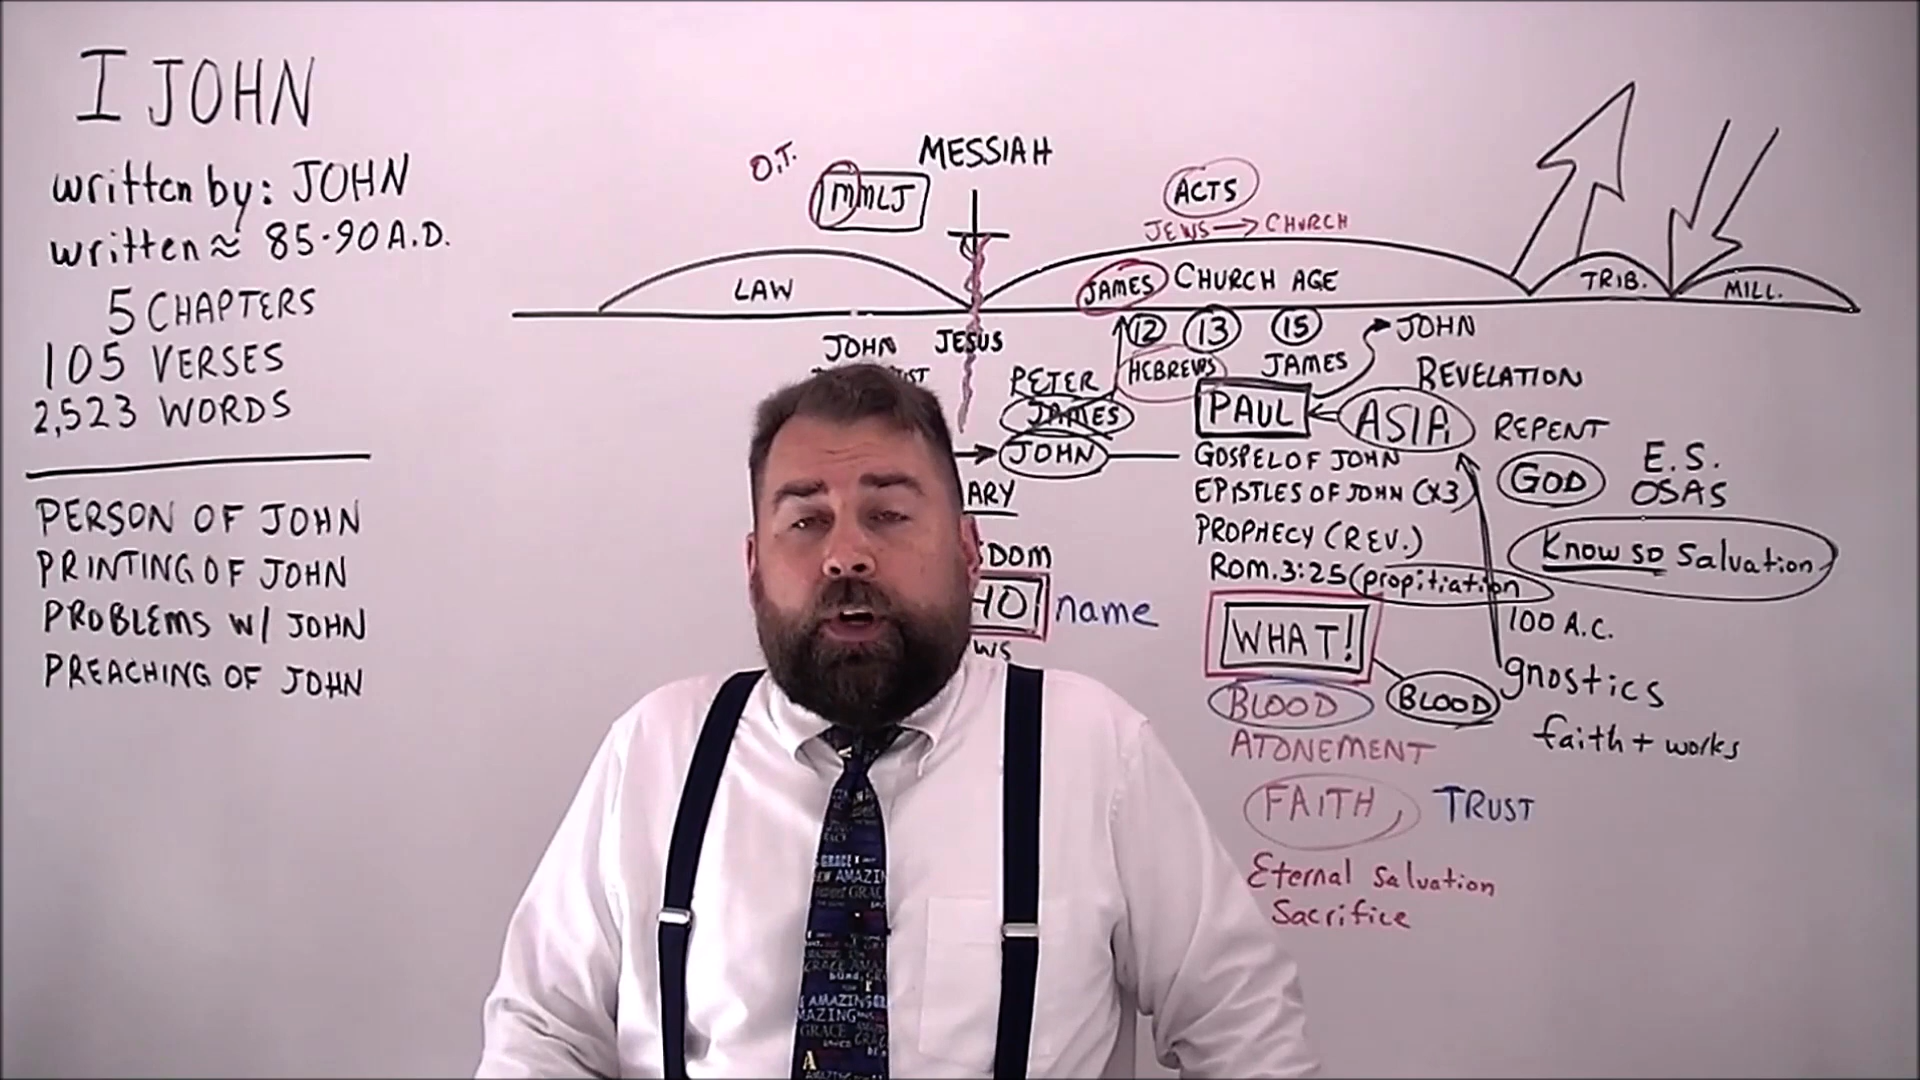 I JOHN
written by: JOHN
written ≈ 85-90 A.D.
5 CHAPTERS
105 VERSES
2,523 WORDS
PERSON OF JOHN
PRINTING OF JOHN
PROBLEMS W/ JOHN
PREACHING OF JOHN
O.T.
MMLJ
MESSIAH
ACTS
JEWS → CHURCH
LAW
JAMES CHURCH AGE
TRIB.
MILL.
JOHN
JESUS
12 13 15
JOHN
HEBREWS
JAMES
REVELATION
PETER
JAMES
JOHN
PAUL
ASIA
REPENT
GOSPEL OF JOHN
EPISTLES OF JOHN (X3)
PROPHECY (REV.)
Rom. 3:25 (propitiation)
GOD
E.S.
OSAS
Know so Salvation
name
WHAT!
100 A.C.
gnostics
faith + works
BLOOD
BLOOD
ATONEMENT
FAITH,
TRUST
Eternal Salvation
Sacrifice
GRACE
AMAZING
GRACE